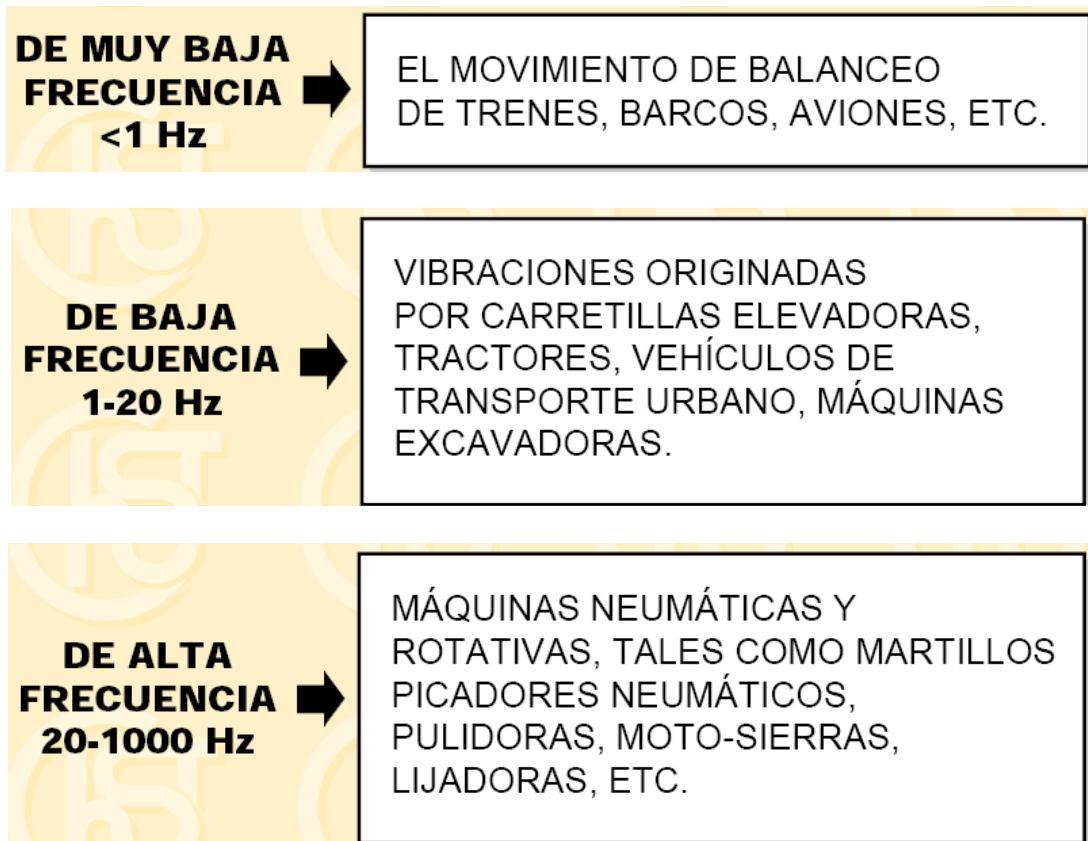 DE MUY BAJA
FRECUENCIA
<1 Hz
EL MOVIMIENTO DE BALANCEO
DE TRENES, BARCOS, AVIONES, ETC.
DE BAJA
FRECUENCIA
1-20 Hz
VIBRACIONES ORIGINADAS
POR CARRETILLAS ELEVADORAS,
TRACTORES, VEHÍCULOS DE
TRANSPORTE URBANO, MÁQUINAS
EXCAVADORAS.
DE ALTA
FRECUENCIA
20-1000 Hz
MÁQUINAS NEUMÁTICAS Y
ROTATIVAS, TALES COMO MARTILLOS
PICADORES NEUMÁTICOS,
PULIDORAS, MOTO-SIERRAS,
LIJADORAS, ETC.